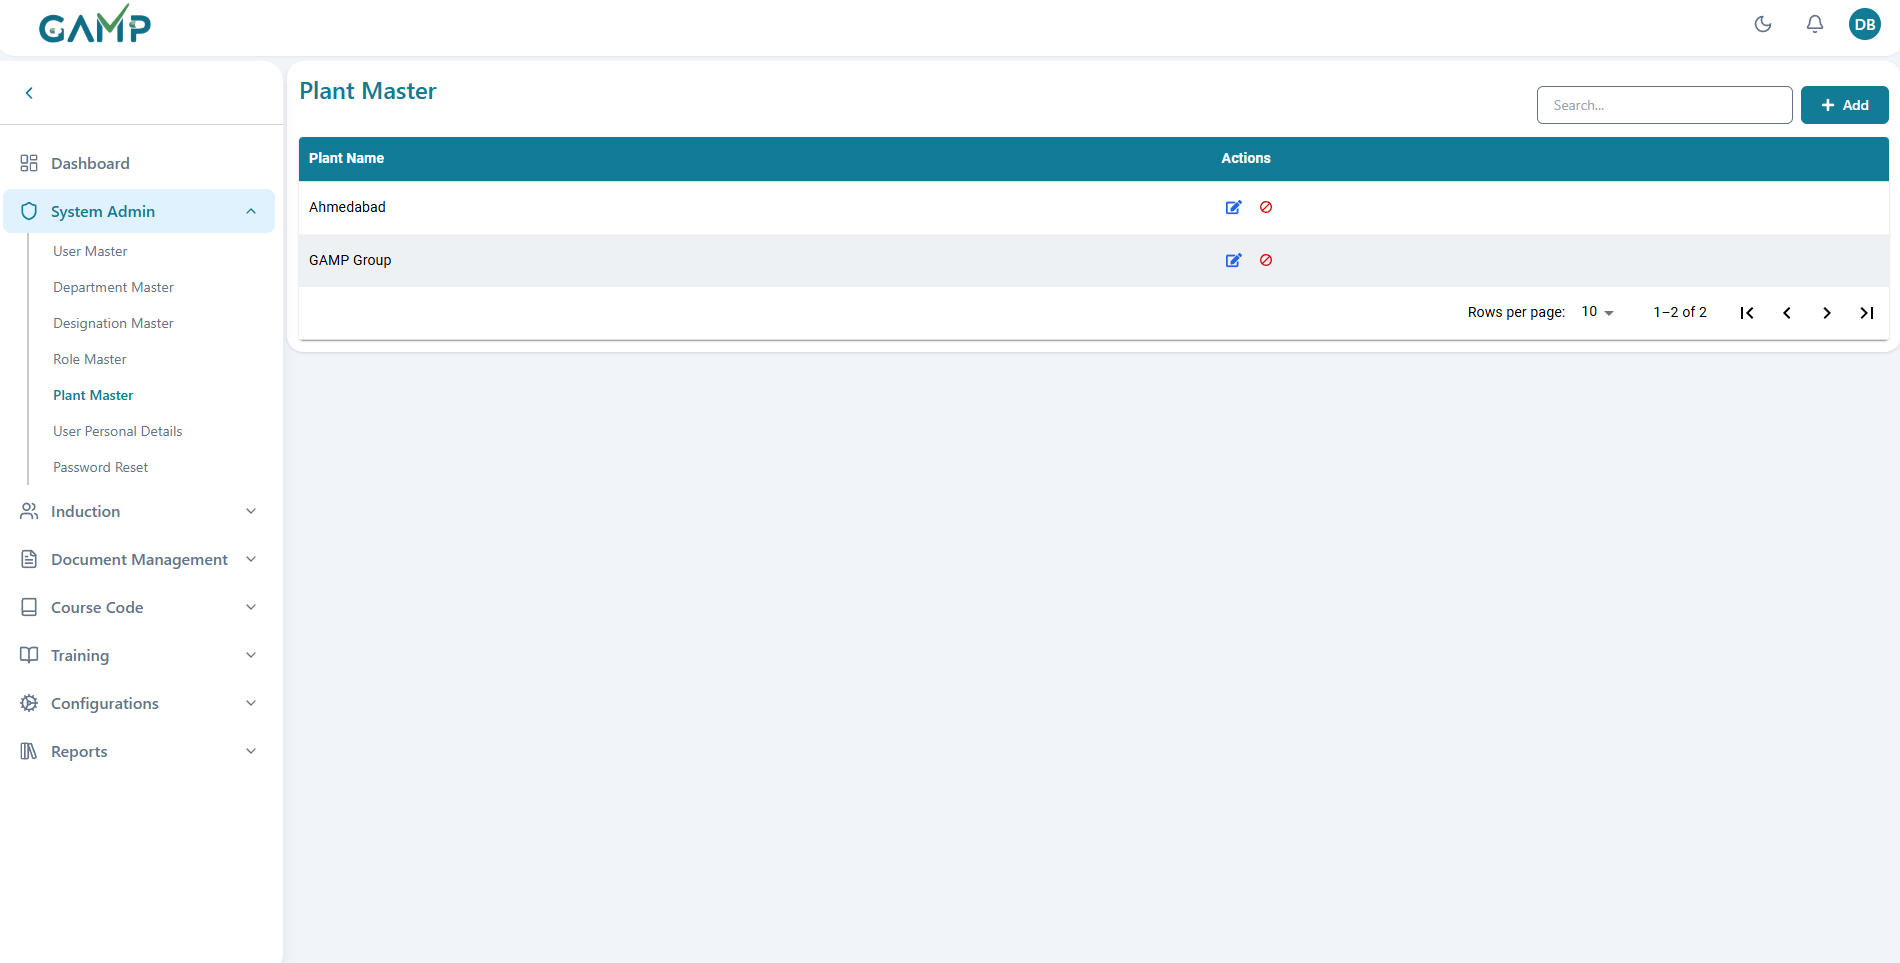 GAMP
DB
Plant Master
Search...
Add
Plant Name
Actions
Ahmedabad
GAMP Group
Rows per page:
10
1–2 of 2
Dashboard
System Admin
User Master
Department Master
Designation Master
Role Master
Plant Master
User Personal Details
Password Reset
Induction
Document Management
Course Code
Training
Configurations
Reports